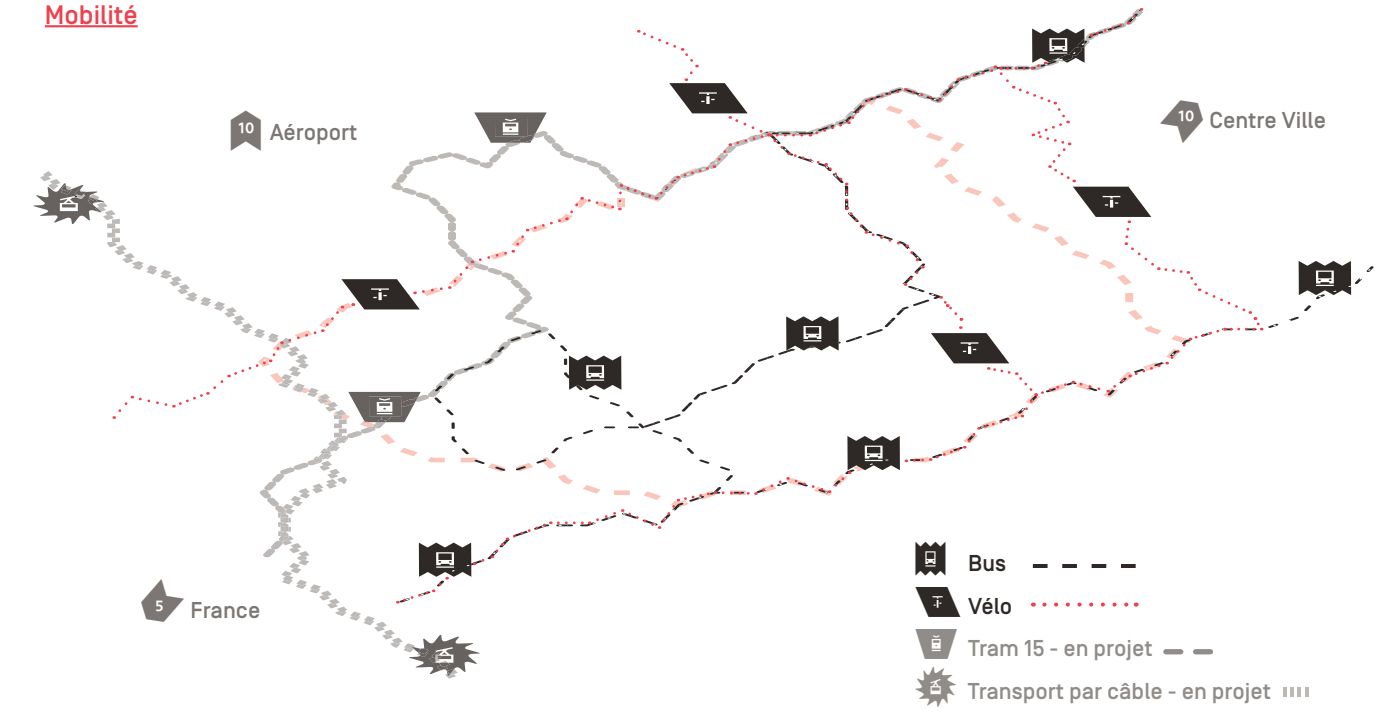 Mobilité
10 Aéroport
10 Centre Ville
5 France
Bus
Vélo
Tram 15 - en projet
Transport par câble - en projet